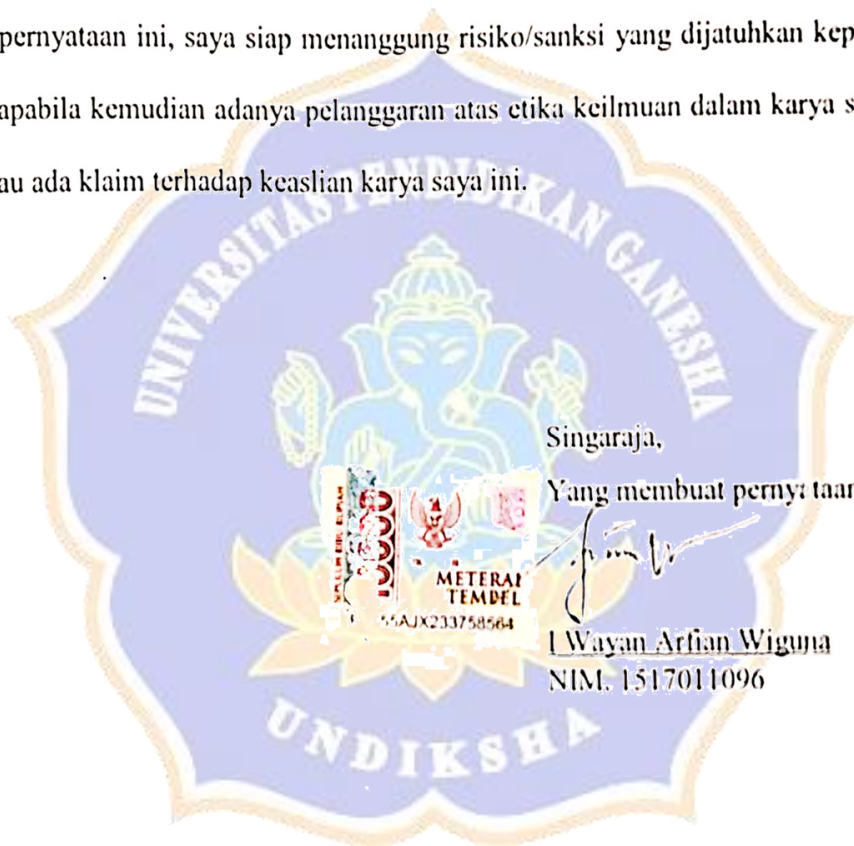 pernyataan ini, saya siap menanggung risiko/sanksi yang dijatuhkan kep
apabila kemudian adanya pelanggaran atas etika keilmuan dalam karya s
au ada klaim terhadap keaslian karya saya ini.
UNIVERSITAS PENDIDIKAN GANESHA
Singaraja,
Yang membuat pernyataan
10000
METERAI
TEMPEL
55AJX233758564
I Wayan Arfian Wiguna
NIM. 1517011096
UNDIKSHA